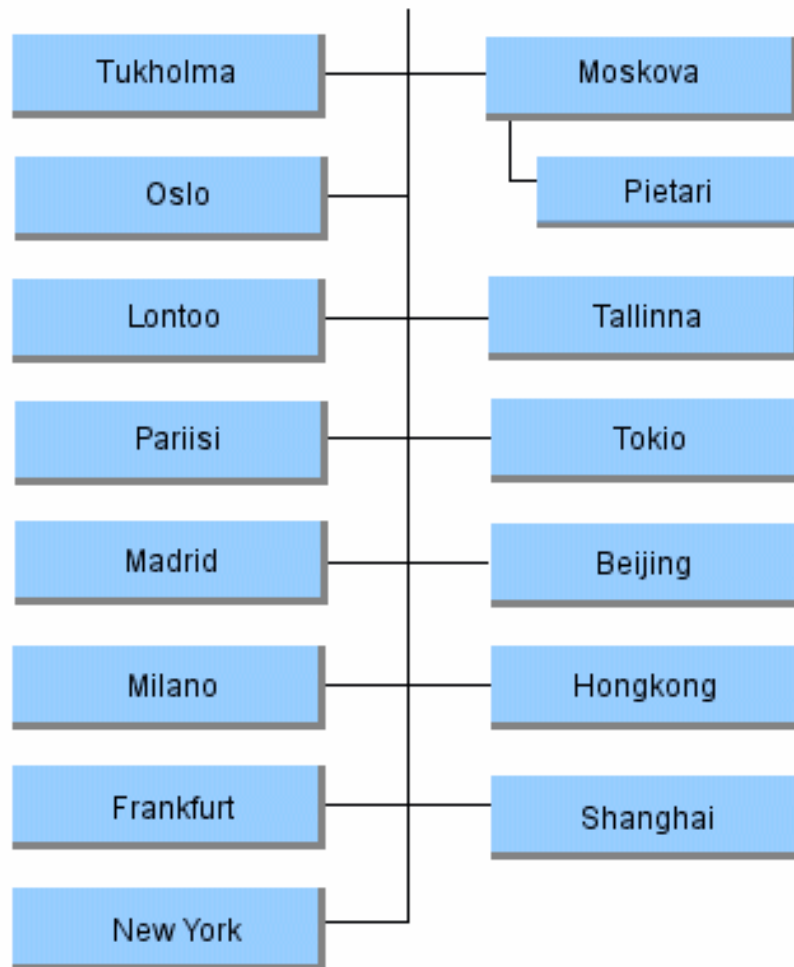 Tukholma
Moskova
Pietari
Oslo
Lontoo
Tallinna
Pariisi
Tokio
Madrid
Beijing
Milano
Hongkong
Frankfurt
Shanghai
New York